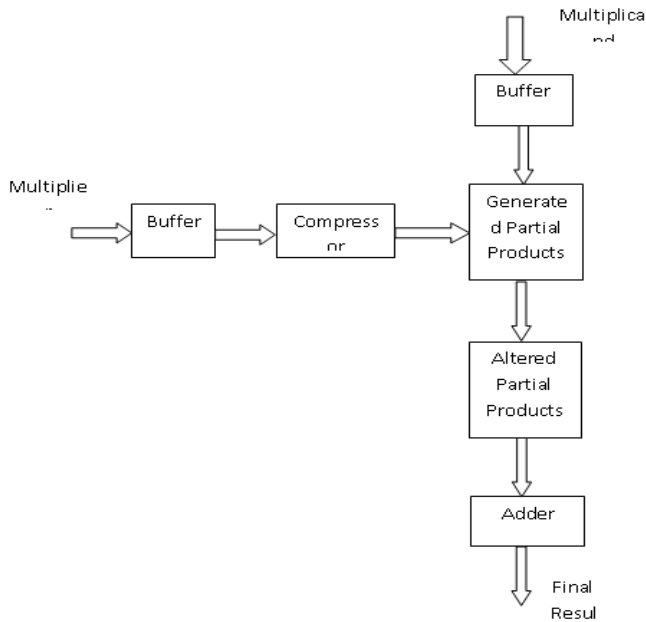 Multiplica
nd
Buffer
Multiplie
r
Buffer
Compress
or
Generate
d Partial
Products
Altered
Partial
Products
Adder
Final
Resul